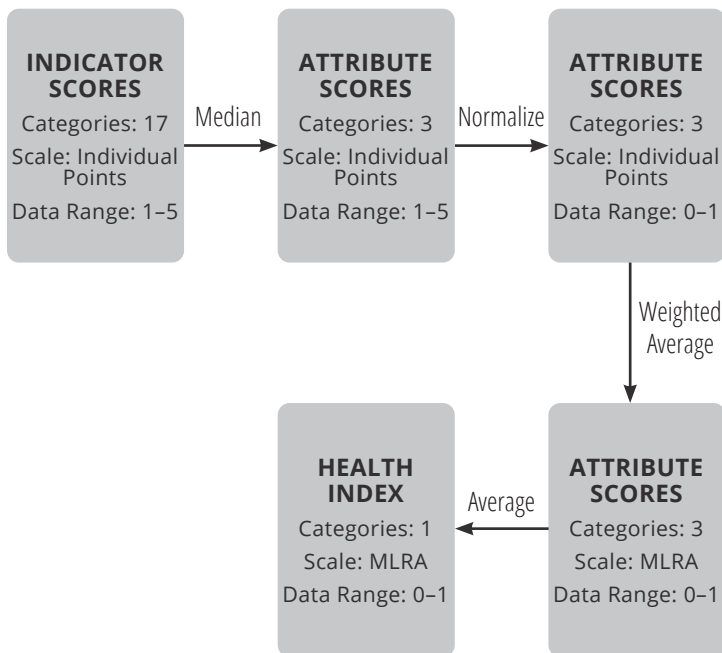 INDICATOR
SCORES
Categories: 17
Scale: Individual
Points
Data Range: 1–5
Median
ATTRIBUTE
SCORES
Categories: 3
Scale: Individual
Points
Data Range: 1–5
Normalize
ATTRIBUTE
SCORES
Categories: 3
Scale: Individual
Points
Data Range: 0–1
Weighted
Average
ATTRIBUTE
SCORES
Categories: 3
Scale: MLRA
Data Range: 0–1
Average
HEALTH
INDEX
Categories: 1
Scale: MLRA
Data Range: 0–1